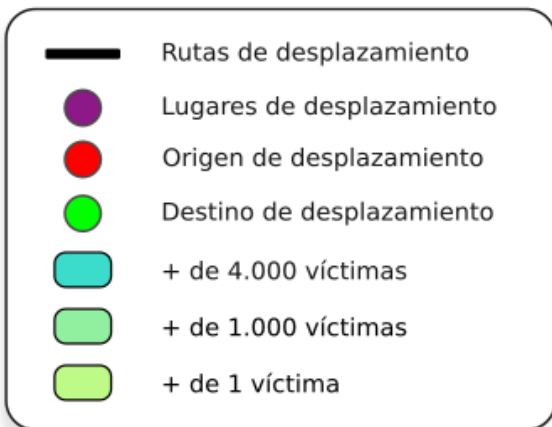 Rutas de desplazamiento
Lugares de desplazamiento
Origen de desplazamiento
Destino de desplazamiento
+ de 4.000 víctimas
+ de 1.000 víctimas
+ de 1 víctima